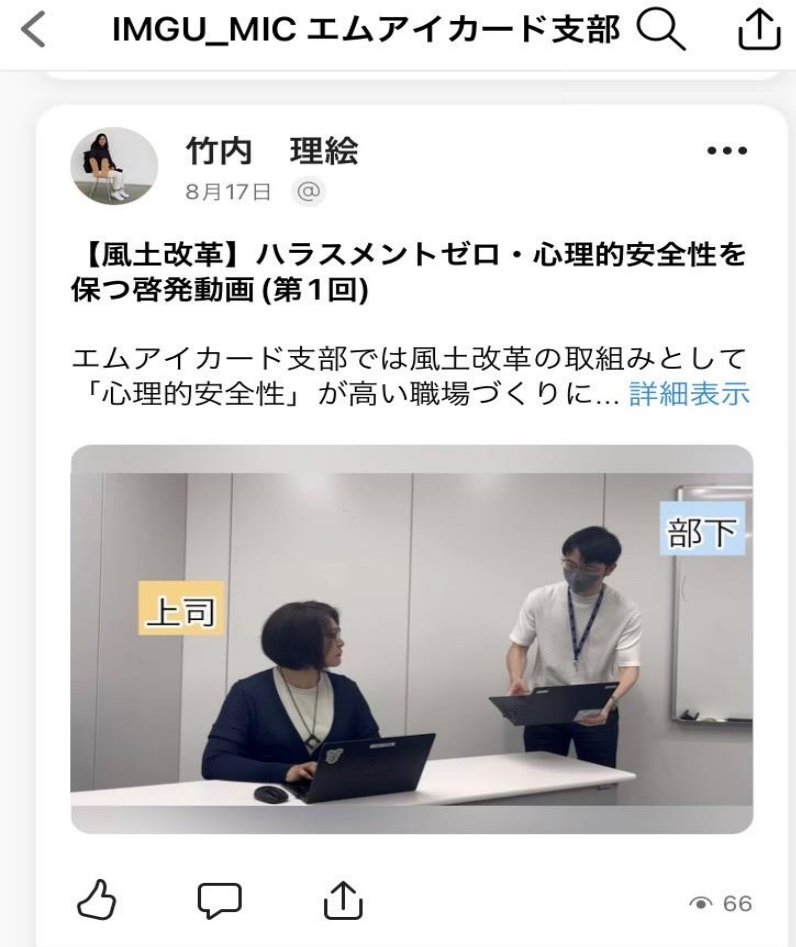 IMGU_MIC エムアイカード支部
竹内　理絵
8月17日 @
【風土改革】ハラスメントゼロ・心理的安全性を
保つ啓発動画(第1回)
エムアイカード支部では風土改革の取組みとして
「心理的安全性」が高い職場づくりに... 詳細表示
部下
上司
66